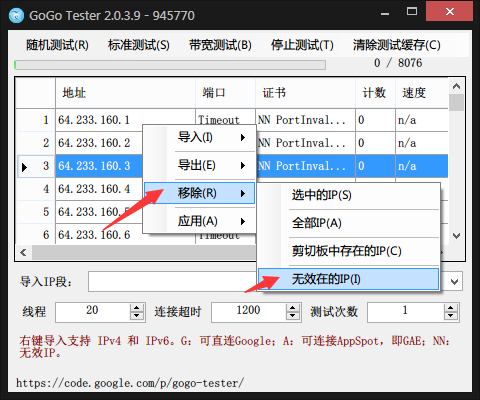 GoGo Tester 2.0.3.9 - 945770
随机测试(R) 标准测试(S) 带宽测试(B) 停止测试(T) 清除测试缓存(C)
0 / 8076
地址 端口 证书 计数 速度
1 64.233.160.1 Timeout NN PortInval... 0 n/a
2 64.233.160.2 NN PortInval... 0 n/a
3 64.233.160.3 NN PortInval... 0 n/a
4 64.233.160.4
5 64.233.160.5
6 64.233.160.6 Timeout
导入(I)
导出(E)
移除(R)
应用(A)
选中的IP(S)
全部IP(A)
剪切板中存在的IP(C)
无效在的IP(I)
导入IP段:
线程 20 连接超时 1200 测试次数 1
右键导入支持 IPv4 和 IPv6。G: 可直连Google; A: 可连接AppSpot, 即GAE; NN:
无效IP。
https://code.google.com/p/gogo-tester/